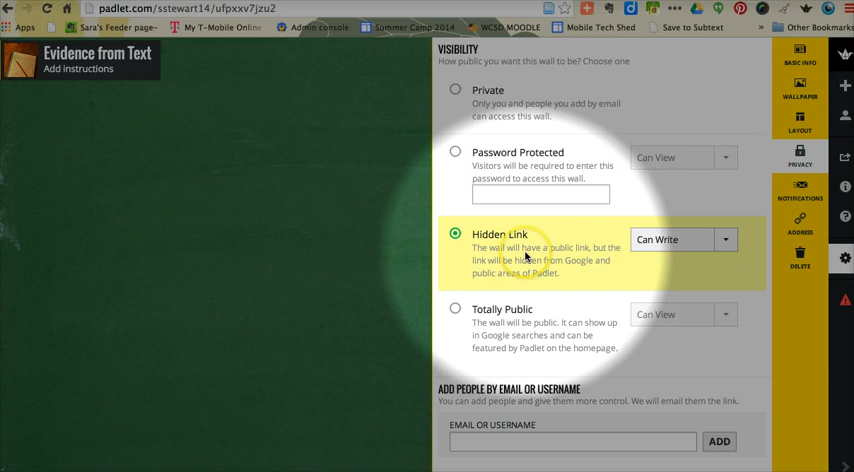 padlet.com/sstewart14/ufpxxv7jzu2
Apps Sara's Feeder page- My T-Mobile Online Admin console Summer Camp 2014 WCSD MOODLE Mobile Tech Shed Save to Subtext » Other Bookmarks
Evidence from Text
Add instructions
VISIBILITY
How public you want this wall to be? Choose one
Private
Only you and people you add by email
can access this wall.
Password Protected
Can View
Visitors will be required to enter this
password to access this wall.
Hidden Link
Can Write
The wall will have a public link, but the
link will be hidden from Google and
public areas of Padlet.
Totally Public
Can View
The wall will be public. It can show up
in Google searches and can be
featured by Padlet on the homepage.
ADD PEOPLE BY EMAIL OR USERNAME
You can add people and give them more control. We will email them the link.
EMAIL OR USERNAME
ADD
BASIC INFO
WALLPAPER
LAYOUT
PRIVACY
NOTIFICATIONS
ADDRESS
DELETE